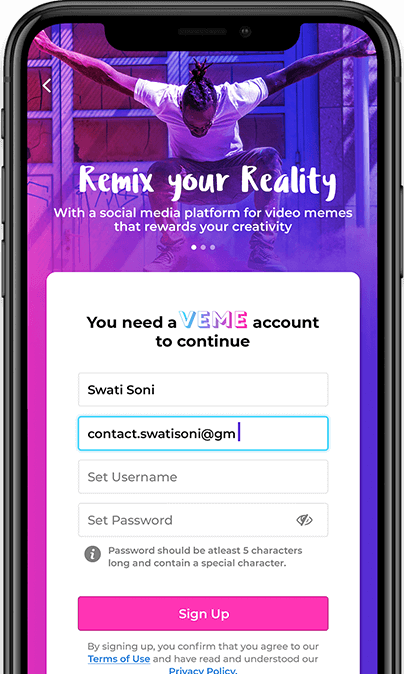 Remix your Reality
With a social media platform for video memes
that rewards your creativity
You need a VEME account
to continue
Swati Soni
contact.swatisoni@gm
Set Username
Set Password
Password should be atleast 5 characters
long and contain a special character.
Sign Up
By signing up, you confirm that you agree to our
Terms of Use and have read and understood our
Privacy Policy.